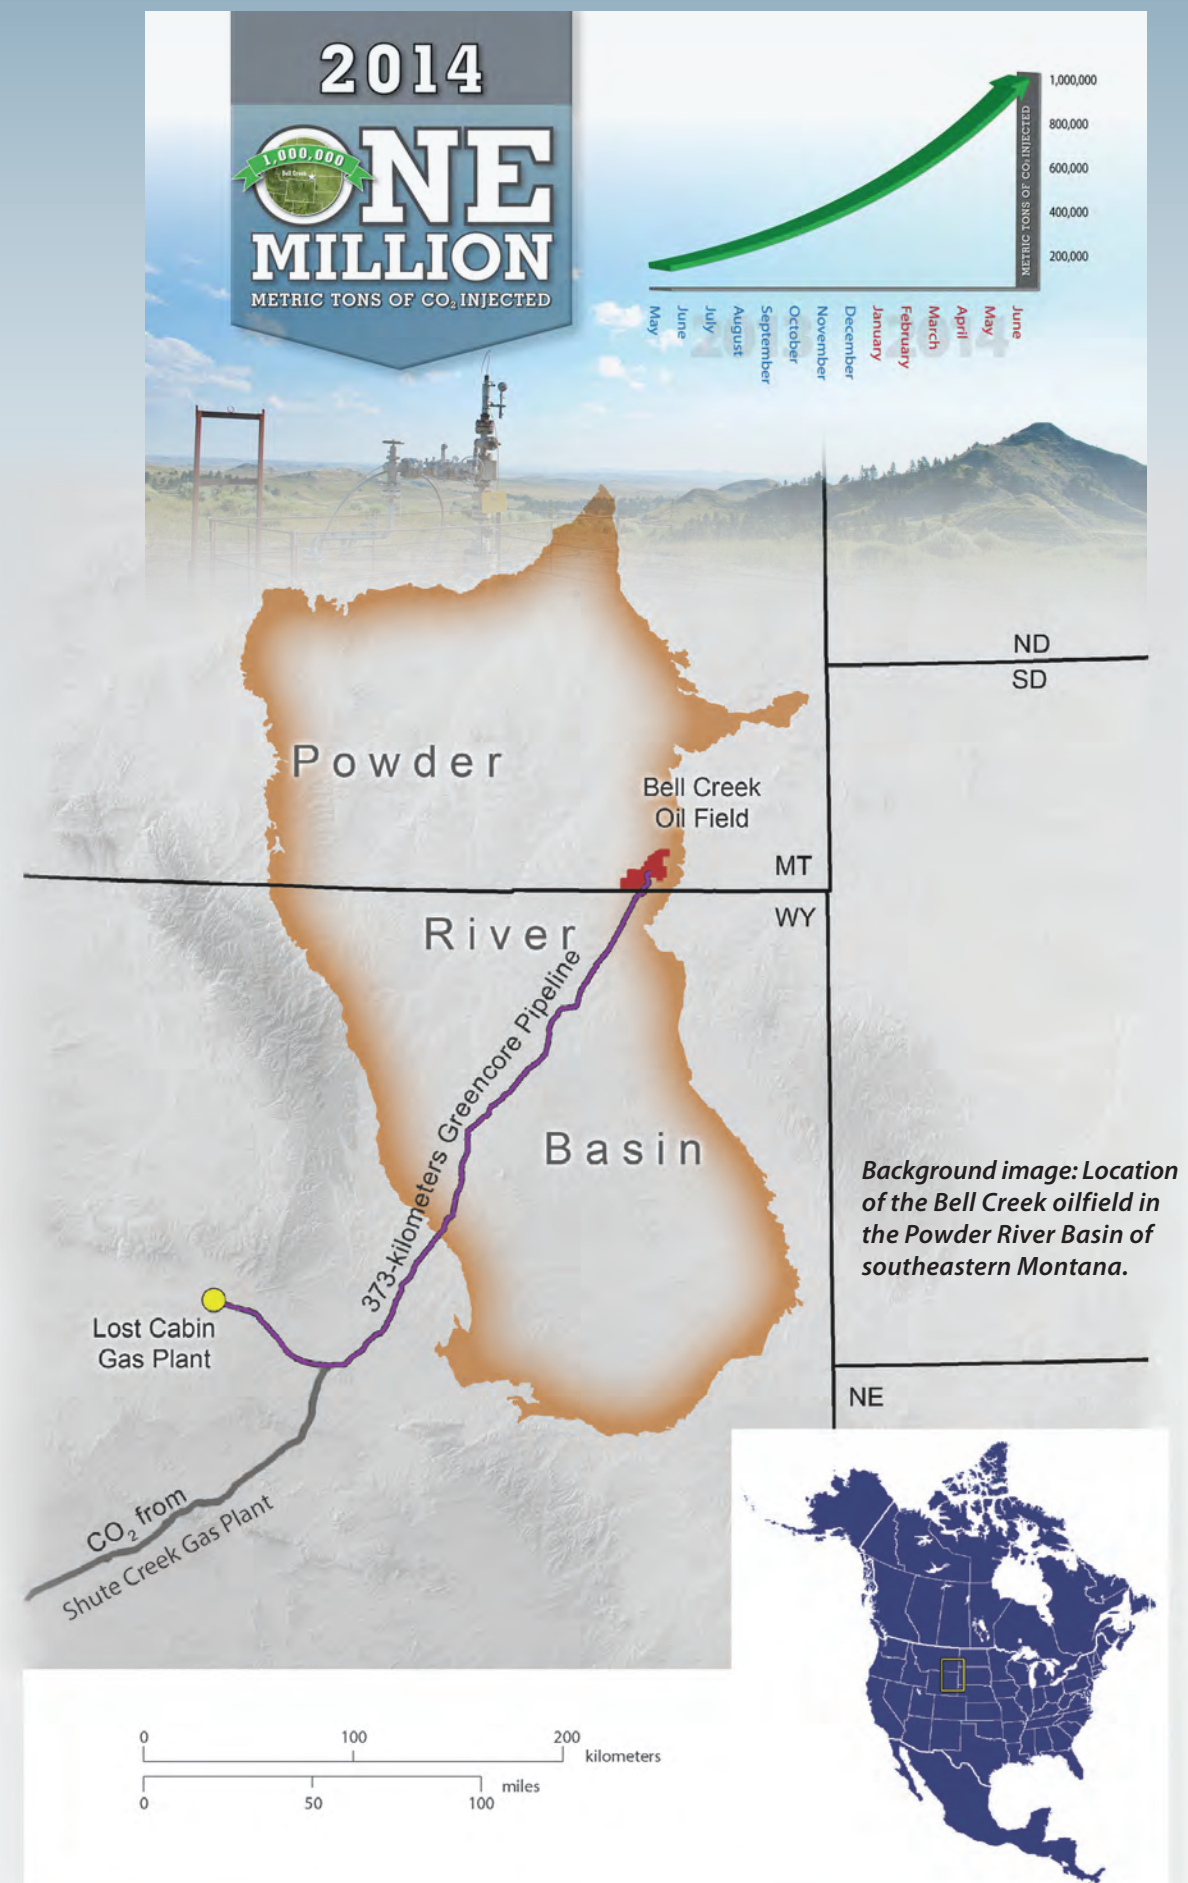 2014
1,000,000
Bell Creek
ONE
MILLION
METRIC TONS OF CO₂ INJECTED
1,000,000
800,000
600,000
400,000
200,000
METRIC TONS OF CO₂ INJECTED
May
June
July
August
September
October
November
December
January
February
March
April
May
June
2013
2014
ND
SD
Powder
Bell Creek
Oil Field
MT
WY
River
373-kilometers Greencore Pipeline
Basin
Background image: Location
of the Bell Creek oilfield in
the Powder River Basin of
southeastern Montana.
Lost Cabin
Gas Plant
NE
CO₂ from
Shute Creek Gas Plant
0 100 200
kilometers
miles
0 50 100